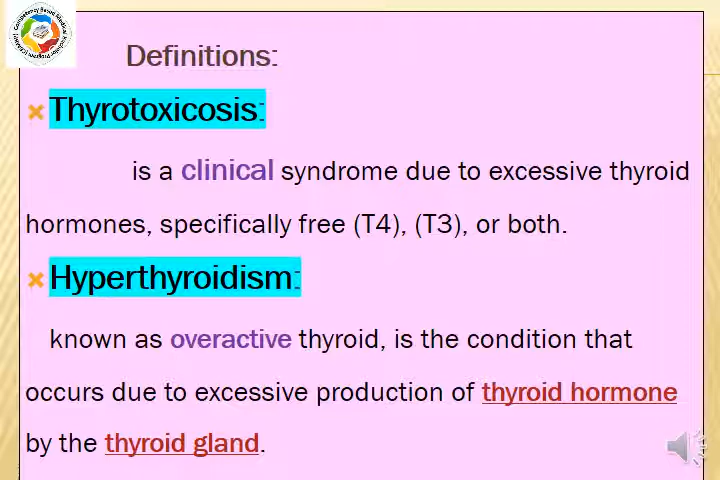 Definitions:
Thyrotoxicosis:
is a clinical syndrome due to excessive thyroid
hormones, specifically free (T4), (T3), or both.
Hyperthyroidism:
known as overactive thyroid, is the condition that
occurs due to excessive production of thyroid hormone
by the thyroid gland.